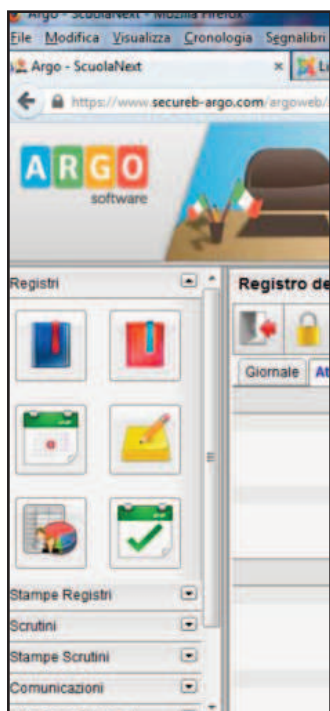 Argo - ScuolaNext - Mozilla Firefox
File Modifica Visualizza Cronologia Segnalibri
Argo - ScuolaNext
https://www.secureb-argo.com/argoweb/
ARGO
software
Registri
Registro de
Giornale At
Stampe Registri
Scrutini
Stampe Scrutini
Comunicazioni